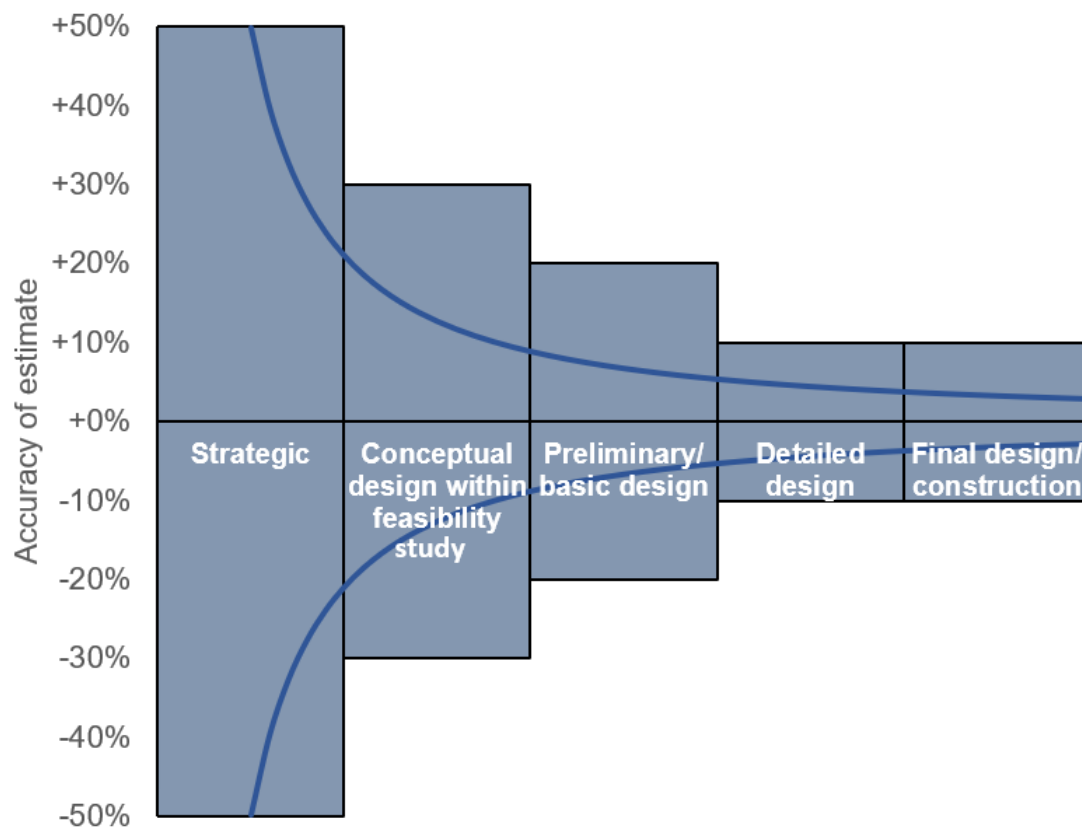 +50%
+40%
+30%
+20%
+10%
+0%
-10%
-20%
-30%
-40%
-50%
Accuracy of estimate
Strategic
Conceptual
design within
feasibility
study
Preliminary/
basic design
Detailed
design
Final design/
construction